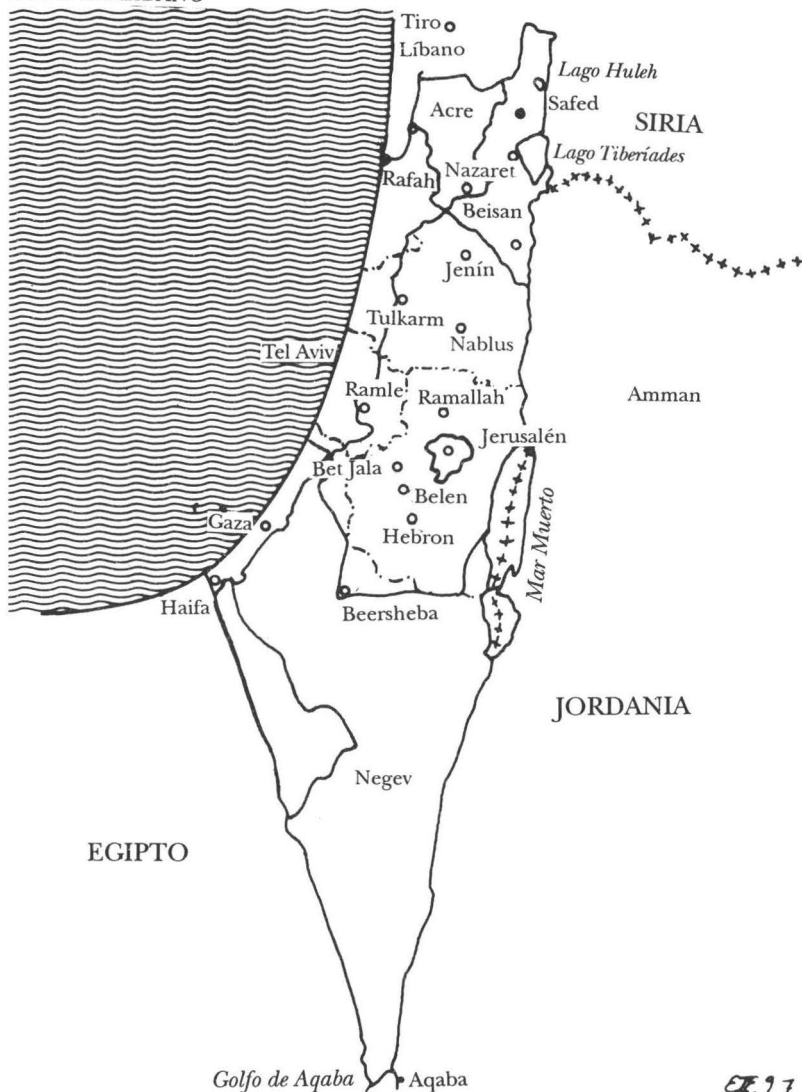 Tiro
Líbano
Lago Huleh
Acre
Safed
SIRIA
Lago Tiberíades
Rafah
Nazaret
Beisan
Jenín
Tulkarm
Nablus
Tel Aviv
Ramle
Ramallah
Amman
Jerusalén
Bet Jala
Belen
Gaza
Hebron
Mar Muerto
Haifa
Beersheba
JORDANIA
Negev
EGIPTO
Golfo de Aqaba
Aqaba